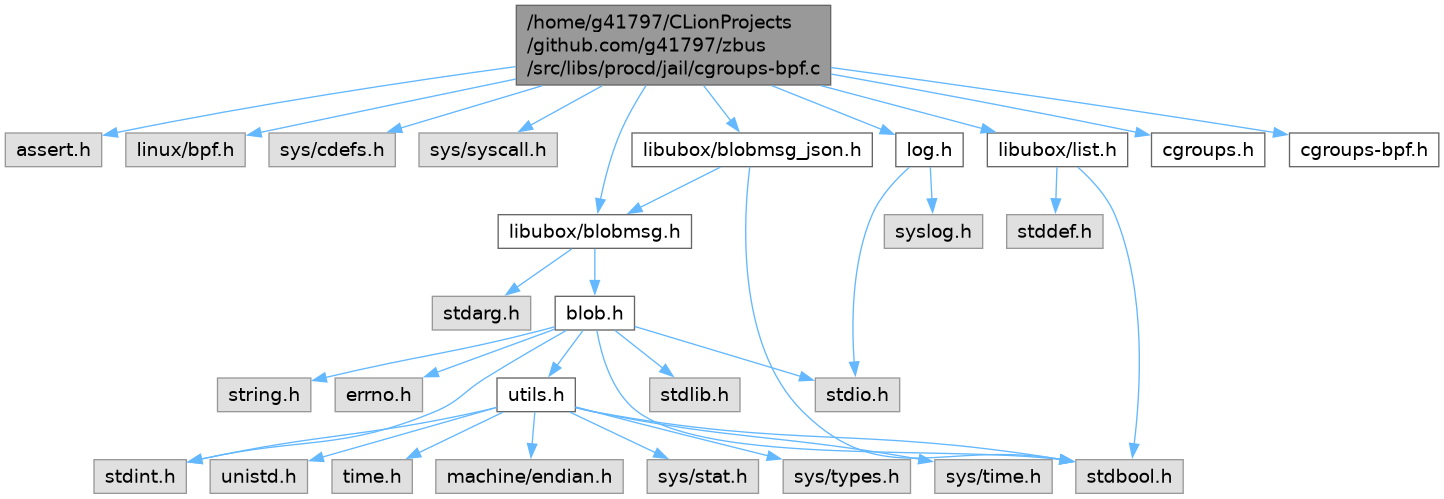 /home/g41797/CLionProjects
/github.com/g41797/zbus
/src/libs/procd/jail/cgroups-bpf.c
assert.h
linux/bpf.h
sys/cdefs.h
sys/syscall.h
libubox/blobmsg_json.h
log.h
libubox/list.h
cgroups.h
cgroups-bpf.h
libubox/blobmsg.h
syslog.h
stddef.h
stdarg.h
blob.h
string.h
errno.h
utils.h
stdlib.h
stdio.h
stdint.h
unistd.h
time.h
machine/endian.h
sys/stat.h
sys/types.h
sys/time.h
stdbool.h